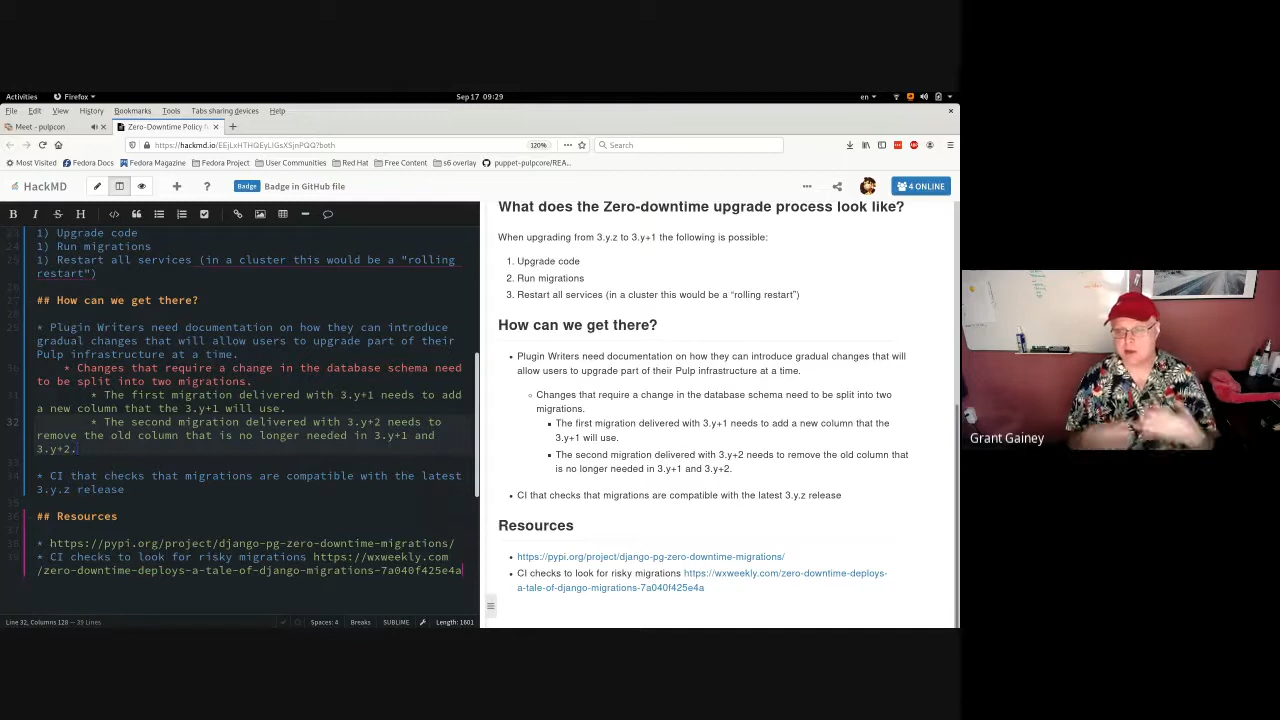 Activities
Firefox
Sep 17 09:29
en
File Edit View History Bookmarks Tools Tabs sharing devices Help
Meet - pulpcon
Zero-Downtime Policy
https://hackmd.io/
?both
120%
Search
Most Visited
Fedora Docs
Fedora Magazine
Fedora Project
User Communities
Red Hat
Free Content
s6 overlay
puppet-pulpcore/REA...
HackMD
Badge
Badge in GitHub file
4 ONLINE
B I S H
23
1) Upgrade code
24
1) Run migrations
25
1) Restart all services (in a cluster this would be a "rolling
restart")
26
27
## How can we get there?
28
* Plugin Writers need documentation on how they can introduce
gradual changes that will allow users to upgrade part of their
Pulp infrastructure at a time.
* Changes that require a change in the database schema need
to be split into two migrations.
31
* The first migration delivered with 3.y+1 needs to add
a new column that the 3.y+1 will use.
32
* The second migration delivered with 3.y+2 needs to
remove the old column that is no longer needed in 3.y+1 and
3.y+2.
33
34
* CI that checks that migrations are compatible with the latest
3.y.z release
35
36
## Resources
37
38
* https://pypi.org/project/django-pg-zero-downtime-migrations/
39
* CI checks to look for risky migrations https://wxweekly.com
/zero-downtime-deploys-a-tale-of-django-migrations-7a040f425e4a
Line 32, Columns 128 — 39 Lines
Spaces: 4
Breaks
SUBLIME
Length: 1601
What does the Zero-downtime upgrade process look like?
When upgrading from 3.y.z to 3.y+1 the following is possible:
1. Upgrade code
2. Run migrations
3. Restart all services (in a cluster this would be a “rolling restart”)
How can we get there?
• Plugin Writers need documentation on how they can introduce gradual changes that will
allow users to upgrade part of their Pulp infrastructure at a time.
Changes that require a change in the database schema need to be split into two
migrations.
The first migration delivered with 3.y+1 needs to add a new column that the
3.y+1 will use.
The second migration delivered with 3.y+2 needs to remove the old column that
is no longer needed in 3.y+1 and 3.y+2.
• CI that checks that migrations are compatible with the latest 3.y.z release
Resources
• https://pypi.org/project/django-pg-zero-downtime-migrations/
• CI checks to look for risky migrations https://wxweekly.com/zero-downtime-deploys-
a-tale-of-django-migrations-7a040f425e4a
Grant Gainey